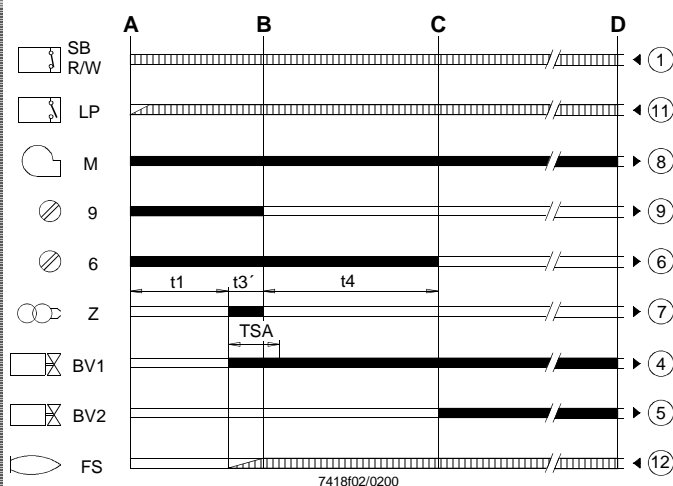 A B C D
SB
R/W 1
LP 11
M 8
9 9
6 6
t1 t3´ t4
Z 7
TSA
BV1 4
BV2 5
FS 12
7418f02/0200